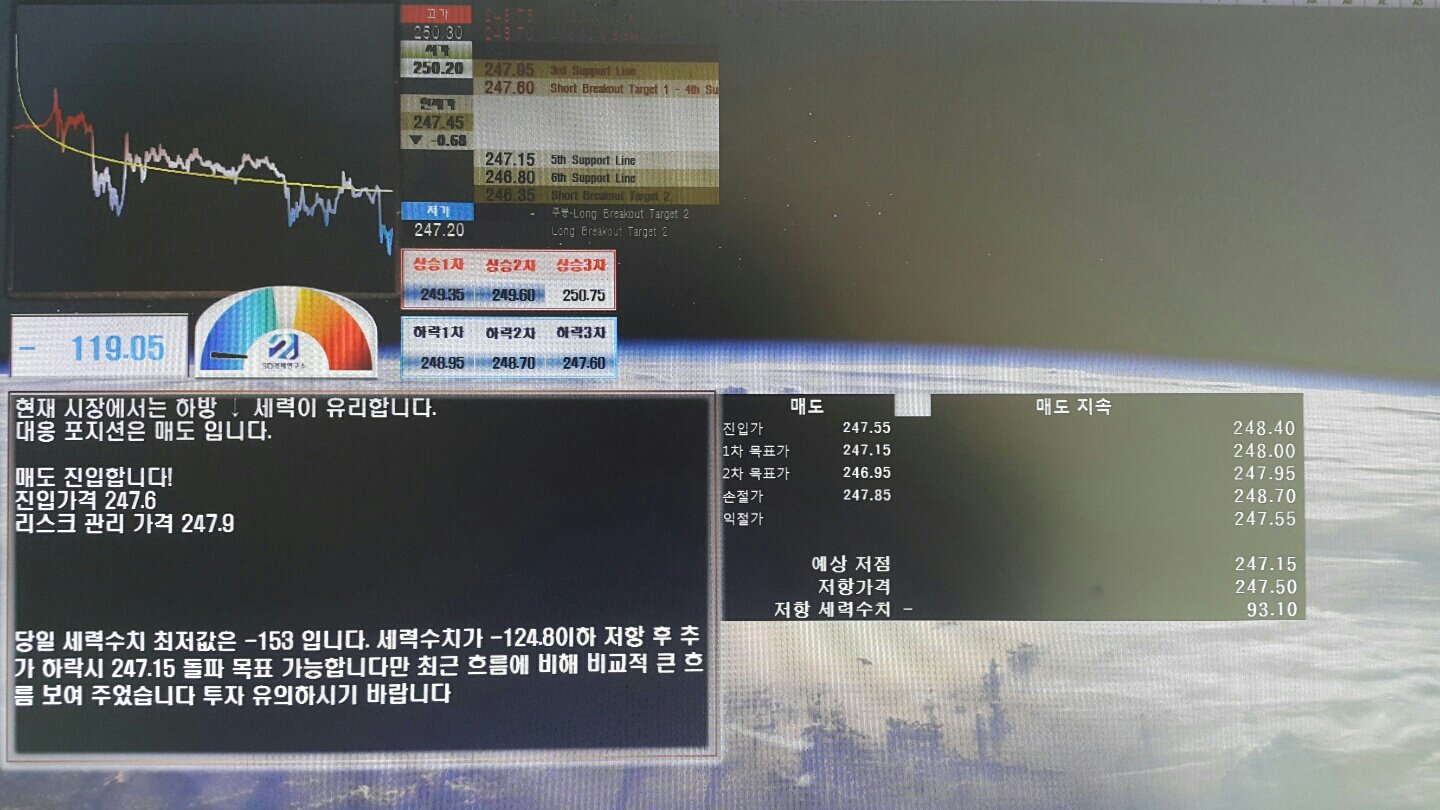 고가
250.30
시가
250.20
현재가
247.45
▼ -0.68
저가
247.20
248.75
248.70
247.95 3rd Support Line
247.60 Short Breakout Target 1 - 4th Su
247.15 5th Support Line
246.80 6th Support Line
246.35 Short Breakout Target 2
- 주봉-Long Breakout Target 2
Long Breakout Target 2
상승1차 상승2차 상승3차
249.35 249.60 250.75
하락1차 하락2차 하락3차
248.95 248.70 247.60
- 119.05
현재 시장에서는 하방 ↓ 세력이 유리합니다.
대응 포지션은 매도 입니다.
매도 진입합니다!
진입가격 247.6
리스크 관리 가격 247.9
당일 세력수치 최저값은 -153 입니다. 세력수치가 -124.8이하 저항 후 추
가 하락시 247.15 돌파 목표 가능합니다만 최근 흐름에 비해 비교적 큰 흐
름 보여 주었습니다 투자 유의하시기 바랍니다
매도 매도 지속
진입가 247.55 248.40
1차 목표가 247.15 248.00
2차 목표가 246.95 247.95
손절가 247.85 248.70
익절가 247.55
예상 저점 247.15
저항가격 247.50
저항 세력수치 - 93.10